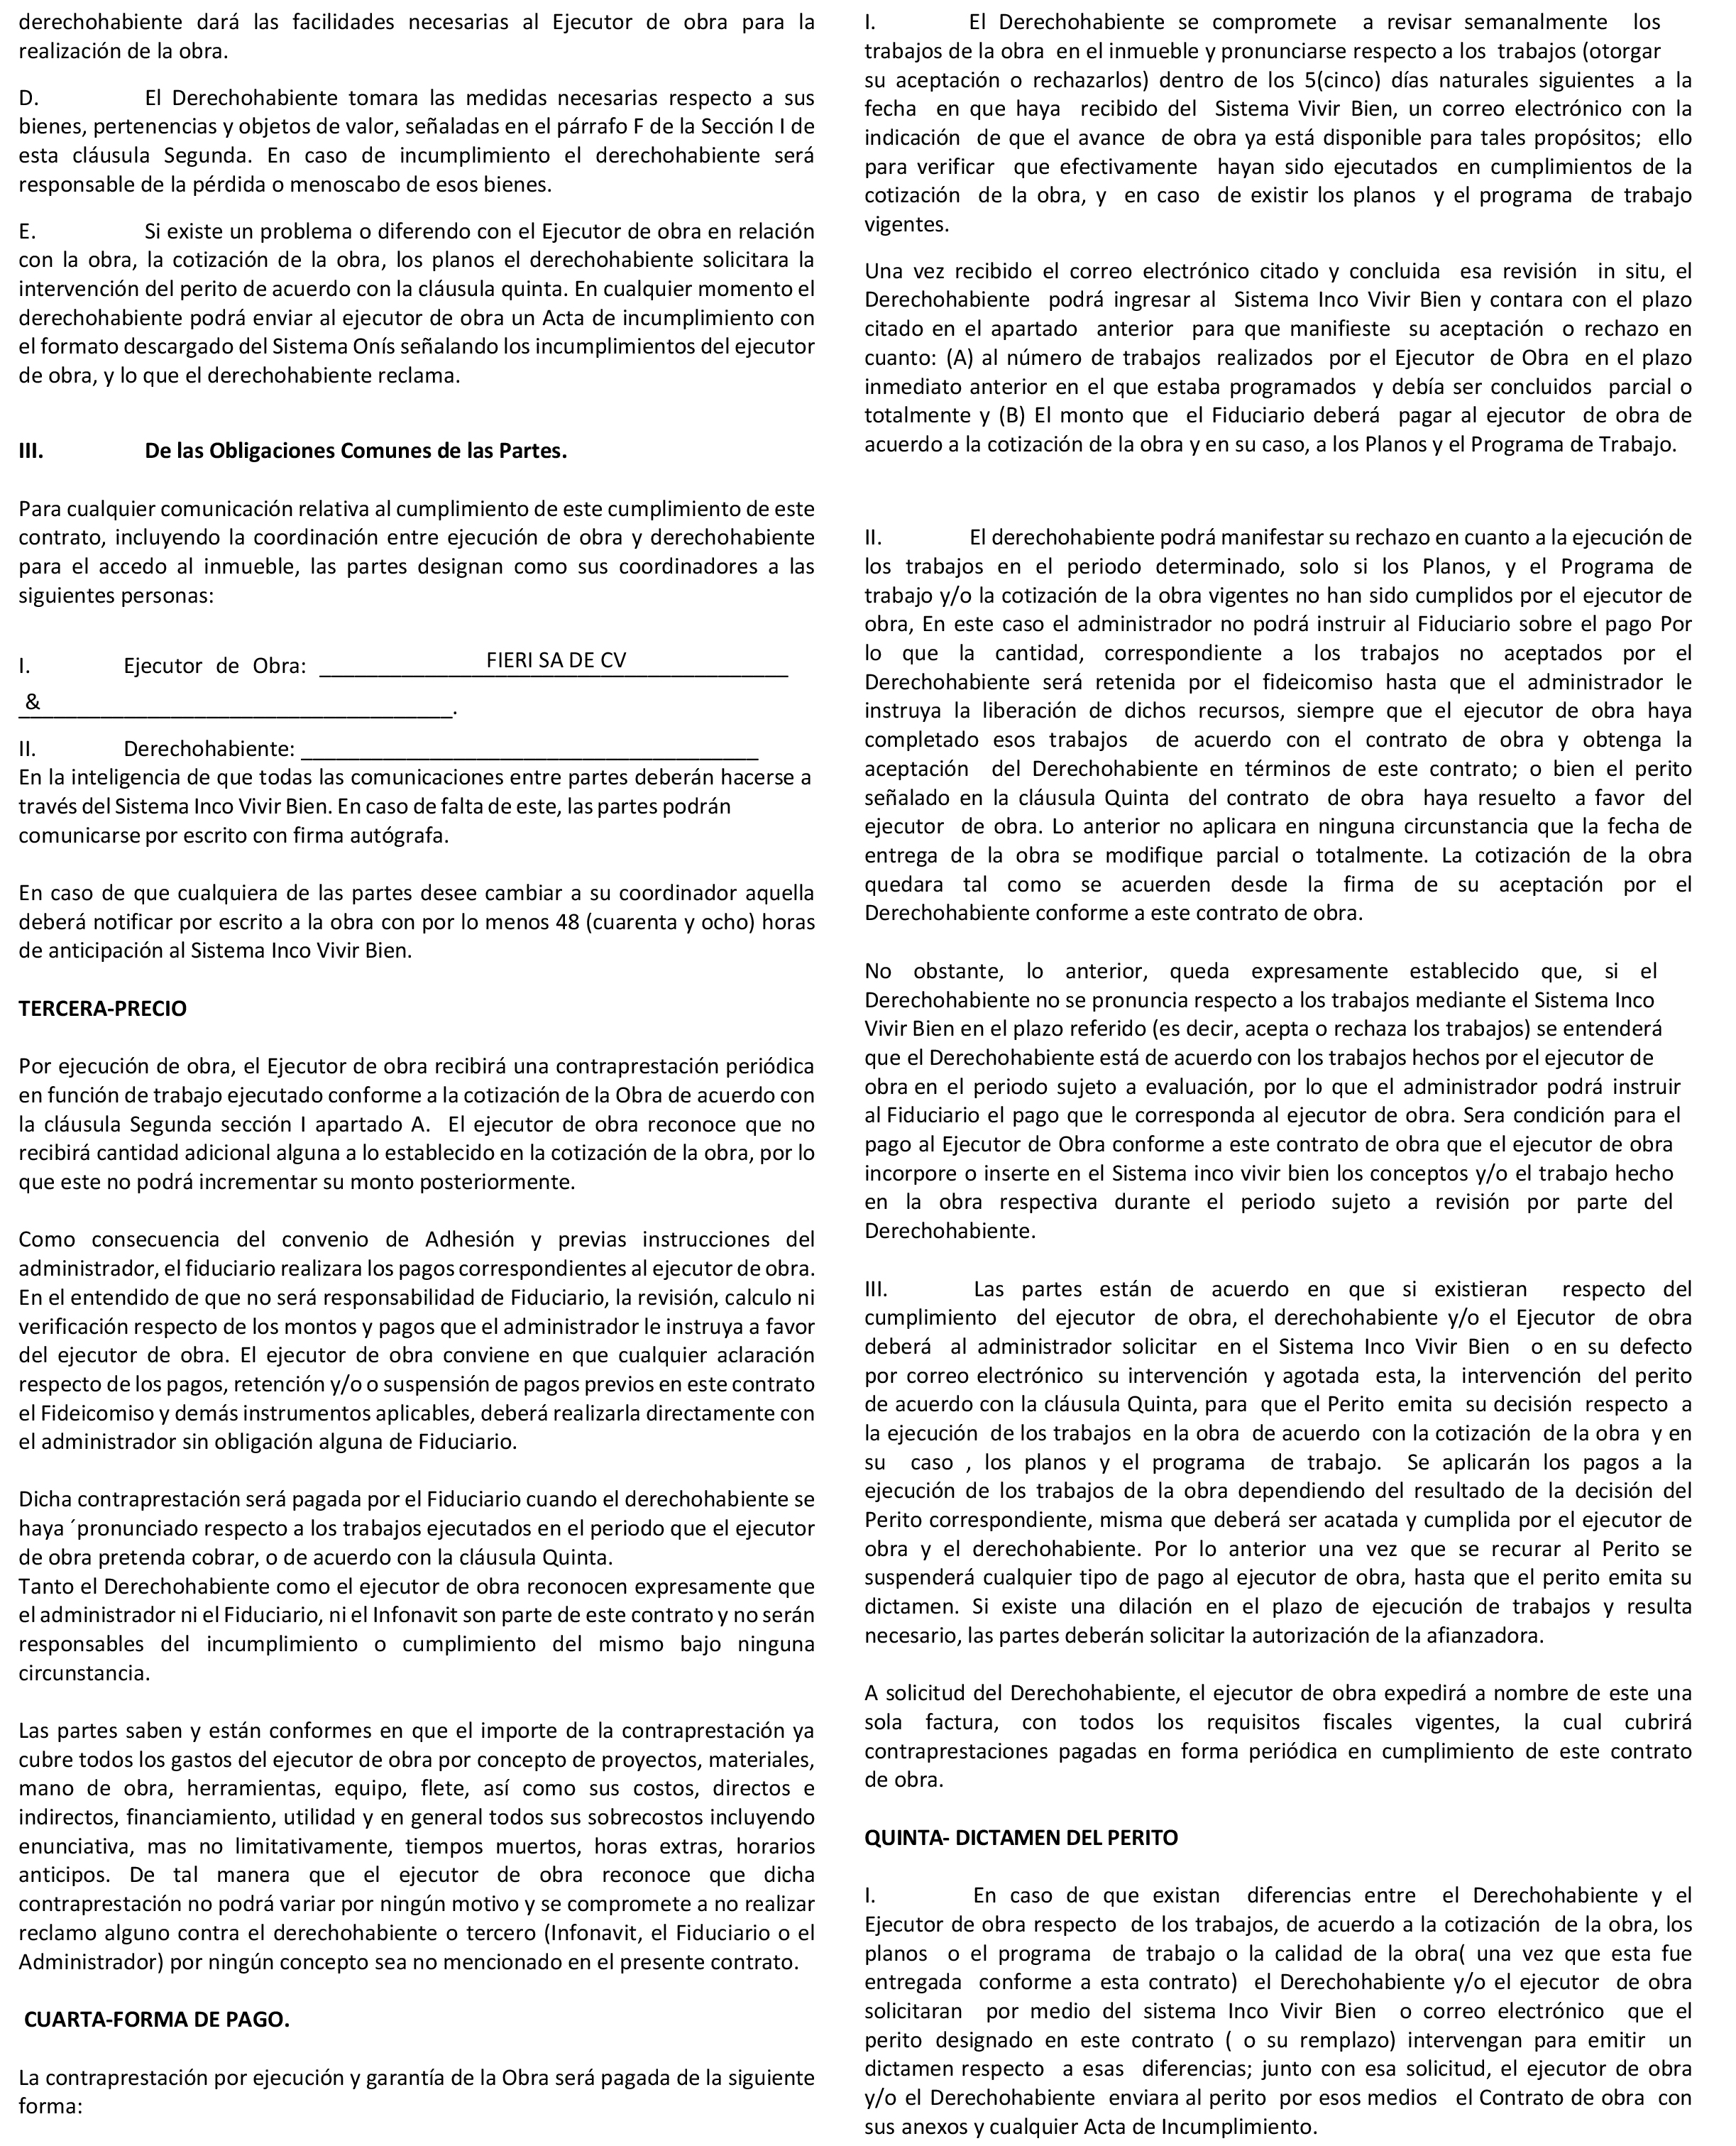 derechohabiente dará las facilidades necesarias al Ejecutor de obra para la
realización de la obra.
D. El Derechohabiente tomara las medidas necesarias respecto a sus
bienes, pertenencias y objetos de valor, señaladas en el párrafo F de la Sección I de
esta cláusula Segunda. En caso de incumplimiento el derechohabiente será
responsable de la pérdida o menoscabo de esos bienes.
E. Si existe un problema o diferendo con el Ejecutor de obra en relación
con la obra, la cotización de la obra, los planos el derechohabiente solicitara la
intervención del perito de acuerdo con la cláusula quinta. En cualquier momento el
derechohabiente podrá enviar al ejecutor de obra un Acta de incumplimiento con
el formato descargado del Sistema Onís señalando los incumplimientos del ejecutor
de obra, y lo que el derechohabiente reclama.
III. De las Obligaciones Comunes de las Partes.
Para cualquier comunicación relativa al cumplimiento de este cumplimiento de este
contrato, incluyendo la coordinación entre ejecución de obra y derechohabiente
para el accedo al inmueble, las partes designan como sus coordinadores a las
siguientes personas:
I. Ejecutor de Obra: FIERI SA DE CV
&.
II. Derechohabiente:
En la inteligencia de que todas las comunicaciones entre partes deberán hacerse a
través del Sistema Inco Vivir Bien. En caso de falta de este, las partes podrán
comunicarse por escrito con firma autógrafa.
En caso de que cualquiera de las partes desee cambiar a su coordinador aquella
deberá notificar por escrito a la obra con por lo menos 48 (cuarenta y ocho) horas
de anticipación al Sistema Inco Vivir Bien.
TERCERA-PRECIO
Por ejecución de obra, el Ejecutor de obra recibirá una contraprestación periódica
en función de trabajo ejecutado conforme a la cotización de la Obra de acuerdo con
la cláusula Segunda sección I apartado A. El ejecutor de obra reconoce que no
recibirá cantidad adicional alguna a lo establecido en la cotización de la obra, por lo
que este no podrá incrementar su monto posteriormente.
Como consecuencia del convenio de Adhesión y previas instrucciones del
administrador, el fiduciario realizara los pagos correspondientes al ejecutor de obra.
En el entendido de que no será responsabilidad de Fiduciario, la revisión, calculo ni
verificación respecto de los montos y pagos que el administrador le instruya a favor
del ejecutor de obra. El ejecutor de obra conviene en que cualquier aclaración
respecto de los pagos, retención y/o o suspensión de pagos previos en este contrato
el Fideicomiso y demás instrumentos aplicables, deberá realizarla directamente con
el administrador sin obligación alguna de Fiduciario.
Dicha contraprestación será pagada por el Fiduciario cuando el derechohabiente se
haya ´pronunciado respecto a los trabajos ejecutados en el periodo que el ejecutor
de obra pretenda cobrar, o de acuerdo con la cláusula Quinta.
Tanto el Derechohabiente como el ejecutor de obra reconocen expresamente que
el administrador ni el Fiduciario, ni el Infonavit son parte de este contrato y no serán
responsables del incumplimiento o cumplimiento del mismo bajo ninguna
circunstancia.
Las partes saben y están conformes en que el importe de la contraprestación ya
cubre todos los gastos del ejecutor de obra por concepto de proyectos, materiales,
mano de obra, herramientas, equipo, flete, así como sus costos, directos e
indirectos, financiamiento, utilidad y en general todos sus sobrecostos incluyendo
enunciativa, mas no limitativamente, tiempos muertos, horas extras, horarios
anticipos. De tal manera que el ejecutor de obra reconoce que dicha
contraprestación no podrá variar por ningún motivo y se compromete a no realizar
reclamo alguno contra el derechohabiente o tercero (Infonavit, el Fiduciario o el
Administrador) por ningún concepto sea no mencionado en el presente contrato.
CUARTA-FORMA DE PAGO.
La contraprestación por ejecución y garantía de la Obra será pagada de la siguiente
forma:
I. El Derechohabiente se compromete a revisar semanalmente los
trabajos de la obra en el inmueble y pronunciarse respecto a los trabajos (otorgar
su aceptación o rechazarlos) dentro de los 5(cinco) días naturales siguientes a la
fecha en que haya recibido del Sistema Vivir Bien, un correo electrónico con la
indicación de que el avance de obra ya está disponible para tales propósitos; ello
para verificar que efectivamente hayan sido ejecutados en cumplimientos de la
cotización de la obra, y en caso de existir los planos y el programa de trabajo
vigentes.
Una vez recibido el correo electrónico citado y concluida esa revisión in situ, el
Derechohabiente podrá ingresar al Sistema Inco Vivir Bien y contara con el plazo
citado en el apartado anterior para que manifieste su aceptación o rechazo en
cuanto: (A) al número de trabajos realizados por el Ejecutor de Obra en el plazo
inmediato anterior en el que estaba programados y debía ser concluidos parcial o
totalmente y (B) El monto que el Fiduciario deberá pagar al ejecutor de obra de
acuerdo a la cotización de la obra y en su caso, a los Planos y el Programa de Trabajo.
II. El derechohabiente podrá manifestar su rechazo en cuanto a la ejecución de
los trabajos en el periodo determinado, solo si los Planos, y el Programa de
trabajo y/o la cotización de la obra vigentes no han sido cumplidos por el ejecutor de
obra, En este caso el administrador no podrá instruir al Fiduciario sobre el pago Por
lo que la cantidad, correspondiente a los trabajos no aceptados por el
Derechohabiente será retenida por el fideicomiso hasta que el administrador le
instruya la liberación de dichos recursos, siempre que el ejecutor de obra haya
completado esos trabajos de acuerdo con el contrato de obra y obtenga la
aceptación del Derechohabiente en términos de este contrato; o bien el perito
señalado en la cláusula Quinta del contrato de obra haya resuelto a favor del
ejecutor de obra. Lo anterior no aplicara en ninguna circunstancia que la fecha de
entrega de la obra se modifique parcial o totalmente. La cotización de la obra
quedara tal como se acuerden desde la firma de su aceptación por el
Derechohabiente conforme a este contrato de obra.
No obstante, lo anterior, queda expresamente establecido que, si el
Derechohabiente no se pronuncia respecto a los trabajos mediante el Sistema Inco
Vivir Bien en el plazo referido (es decir, acepta o rechaza los trabajos) se entenderá
que el Derechohabiente está de acuerdo con los trabajos hechos por el ejecutor de
obra en el periodo sujeto a evaluación, por lo que el administrador podrá instruir
al Fiduciario el pago que le corresponda al ejecutor de obra. Sera condición para el
pago al Ejecutor de Obra conforme a este contrato de obra que el ejecutor de obra
incorpore o inserte en el Sistema inco vivir bien los conceptos y/o el trabajo hecho
en la obra respectiva durante el periodo sujeto a revisión por parte del
Derechohabiente.
III. Las partes están de acuerdo en que si existieran respecto del
cumplimiento del ejecutor de obra, el derechohabiente y/o el Ejecutor de obra
deberá al administrador solicitar en el Sistema Inco Vivir Bien o en su defecto
por correo electrónico su intervención y agotada esta, la intervención del perito
de acuerdo con la cláusula Quinta, para que el Perito emita su decisión respecto a
la ejecución de los trabajos en la obra de acuerdo con la cotización de la obra y en
su caso , los planos y el programa de trabajo. Se aplicarán los pagos a la
ejecución de los trabajos de la obra dependiendo del resultado de la decisión del
Perito correspondiente, misma que deberá ser acatada y cumplida por el ejecutor de
obra y el derechohabiente. Por lo anterior una vez que se recurar al Perito se
suspenderá cualquier tipo de pago al ejecutor de obra, hasta que el perito emita su
dictamen. Si existe una dilación en el plazo de ejecución de trabajos y resulta
necesario, las partes deberán solicitar la autorización de la afianzadora.
A solicitud del Derechohabiente, el ejecutor de obra expedirá a nombre de este una
sola factura, con todos los requisitos fiscales vigentes, la cual cubrirá
contraprestaciones pagadas en forma periódica en cumplimiento de este contrato
de obra.
QUINTA- DICTAMEN DEL PERITO
I. En caso de que existan diferencias entre el Derechohabiente y el
Ejecutor de obra respecto de los trabajos, de acuerdo a la cotización de la obra, los
planos o el programa de trabajo o la calidad de la obra( una vez que esta fue
entregada conforme a esta contrato) el Derechohabiente y/o el ejecutor de obra
solicitaran por medio del sistema Inco Vivir Bien o correo electrónico que el
perito designado en este contrato ( o su remplazo) intervengan para emitir un
dictamen respecto a esas diferencias; junto con esa solicitud, el ejecutor de obra
y/o el Derechohabiente enviara al perito por esos medios el Contrato de obra con
sus anexos y cualquier Acta de Incumplimiento.